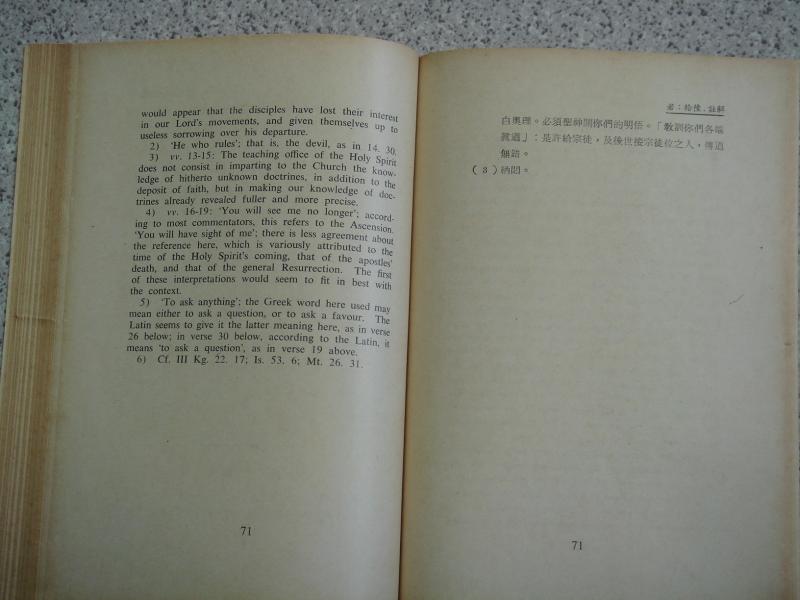 would appear that the disciples have lost their interest
in our Lord's movements, and given themselves up to
useless sorrowing over his departure.
2) 'He who rules'; that is, the devil, as in 14. 30.
3) vv. 13-15: The teaching office of the Holy Spirit
does not consist in imparting to the Church the know-
ledge of hitherto unknown doctrines, in addition to the
deposit of faith, but in making our knowledge of doc-
trines already revealed fuller and more precise.
4) vv. 16-19: 'You will see me no longer'; accord-
ing to most commentators, this refers to the Ascension.
'You will have sight of me'; there is less agreement about
the reference here, which is variously attributed to the
time of the Holy Spirit's coming, that of the apostles'
death, and that of the general Resurrection. The first
of these interpretations would seem to fit in best with
the context.
5) 'To ask anything'; the Greek word here used may
mean either to ask a question, or to ask a favour. The
Latin seems to give it the latter meaning here, as in verse
26 below; in verse 30 below, according to the Latin, it
means 'to ask a question', as in verse 19 above.
6) Cf. III Kg. 22. 17; Is. 53. 6; Mt. 26. 31.
71
註解
白奧理。必須聖神開你們的明悟。「敎訓你們各端
眞道」:是許給宗徒,及後世接宗徒位之人,傳道
無錯。
(3)納悶。
71